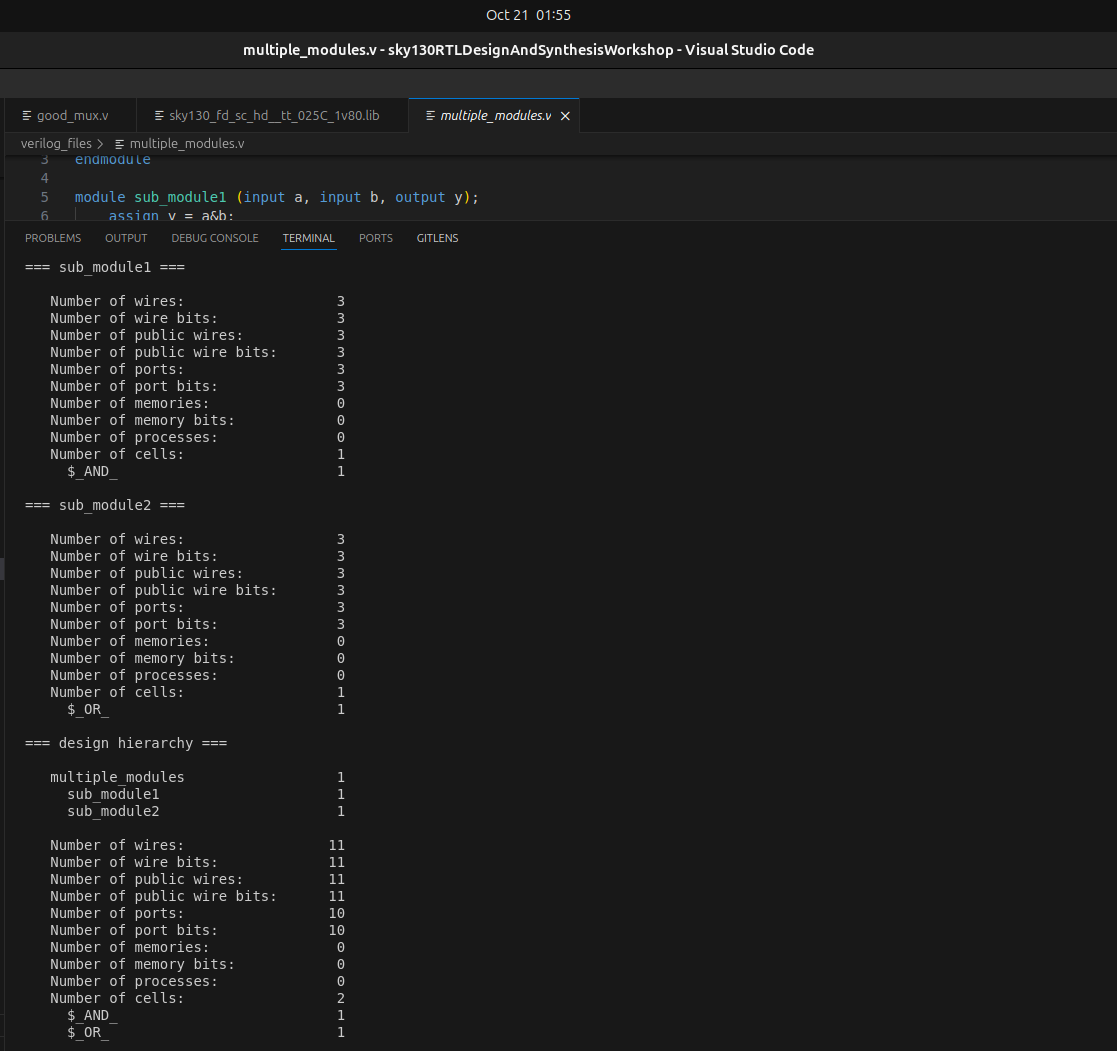 Oct 21 01:55
multiple_modules.v - sky130RTLDesignAndSynthesisWorkshop - Visual Studio Code
good_mux.v sky130_fd_sc_hd__tt_025C_1v80.lib multiple_modules.v
verilog_files > multiple_modules.v
3 endmodule
4
5 module sub_module1 (input a, input b, output y);
6 assign y = a&b;
PROBLEMS OUTPUT DEBUG CONSOLE TERMINAL PORTS GITLENS
=== sub_module1 ===
Number of wires: 3
Number of wire bits: 3
Number of public wires: 3
Number of public wire bits: 3
Number of ports: 3
Number of port bits: 3
Number of memories: 0
Number of memory bits: 0
Number of processes: 0
Number of cells: 1
$_AND_ 1
=== sub_module2 ===
Number of wires: 3
Number of wire bits: 3
Number of public wires: 3
Number of public wire bits: 3
Number of ports: 3
Number of port bits: 3
Number of memories: 0
Number of memory bits: 0
Number of processes: 0
Number of cells: 1
$_OR_ 1
=== design hierarchy ===
multiple_modules 1
sub_module1 1
sub_module2 1
Number of wires: 11
Number of wire bits: 11
Number of public wires: 11
Number of public wire bits: 11
Number of ports: 10
Number of port bits: 10
Number of memories: 0
Number of memory bits: 0
Number of processes: 0
Number of cells: 2
$_AND_ 1
$_OR_ 1